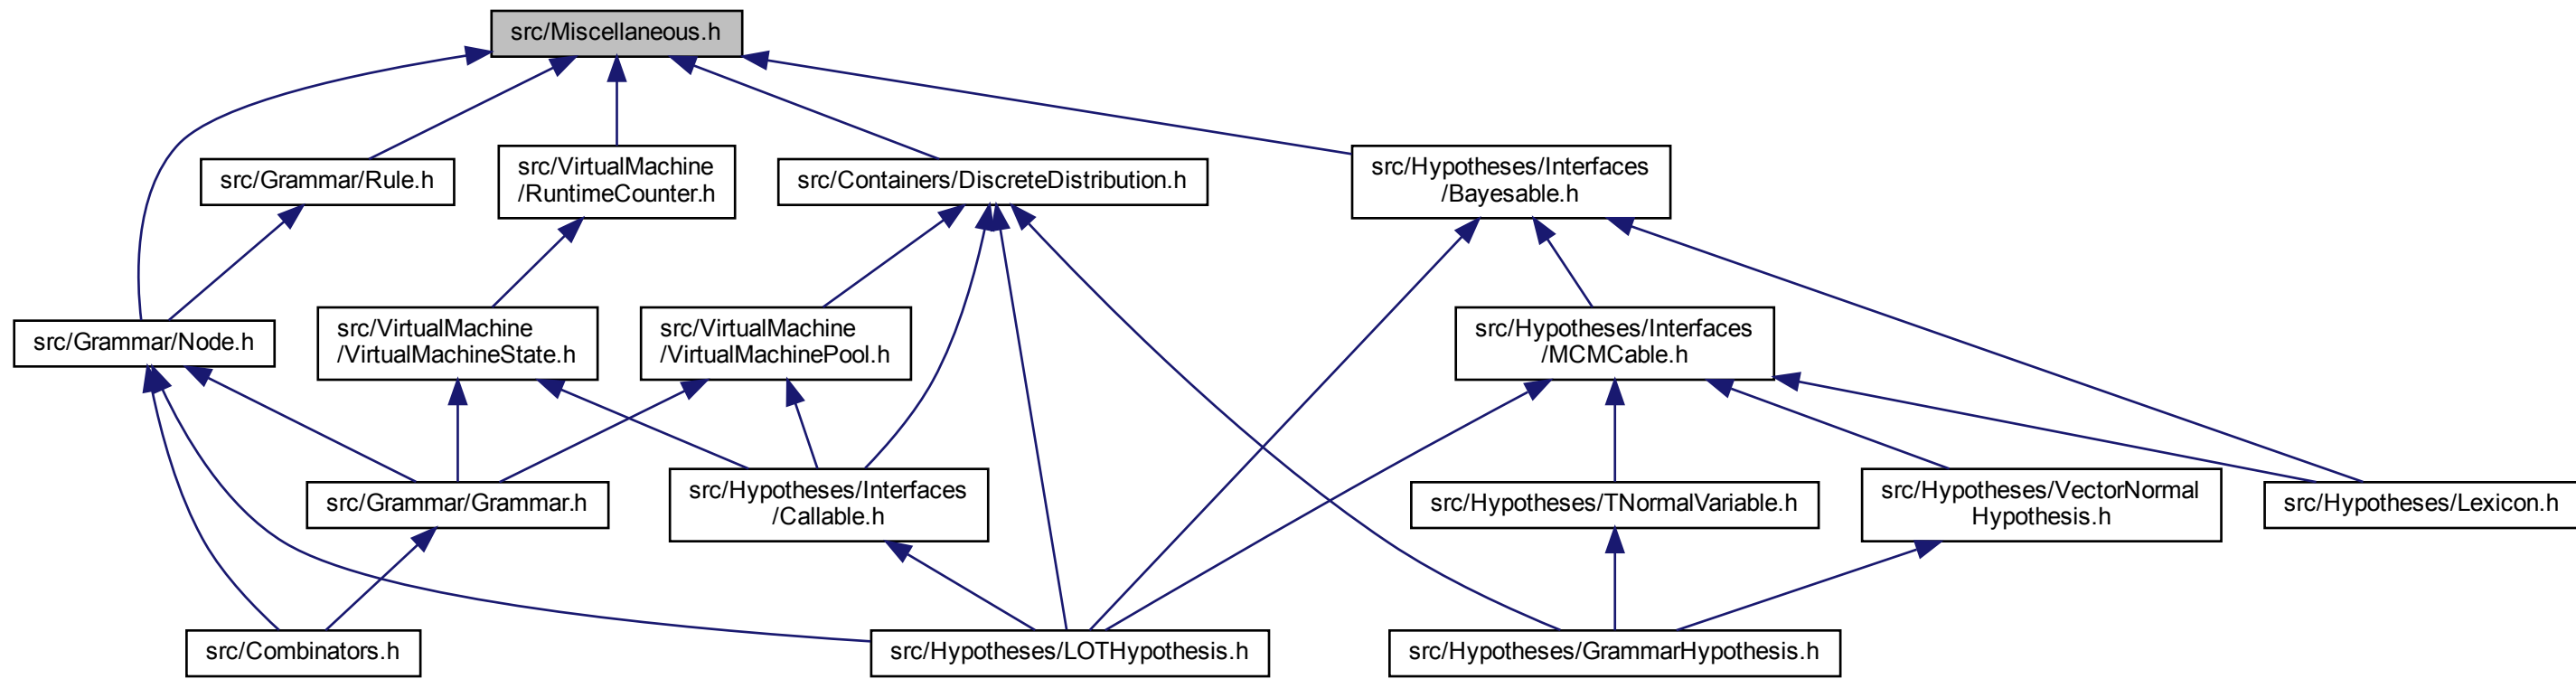 src/Miscellaneous.h
src/Grammar/Rule.h
src/VirtualMachine
/RuntimeCounter.h
src/Containers/DiscreteDistribution.h
src/Hypotheses/Interfaces
/Bayesable.h
src/Grammar/Node.h
src/VirtualMachine
/VirtualMachineState.h
src/VirtualMachine
/VirtualMachinePool.h
src/Hypotheses/Interfaces
/MCMCable.h
src/Grammar/Grammar.h
src/Hypotheses/Interfaces
/Callable.h
src/Hypotheses/TNormalVariable.h
src/Hypotheses/VectorNormal
Hypothesis.h
src/Hypotheses/Lexicon.h
src/Combinators.h
src/Hypotheses/LOTHypothesis.h
src/Hypotheses/GrammarHypothesis.h